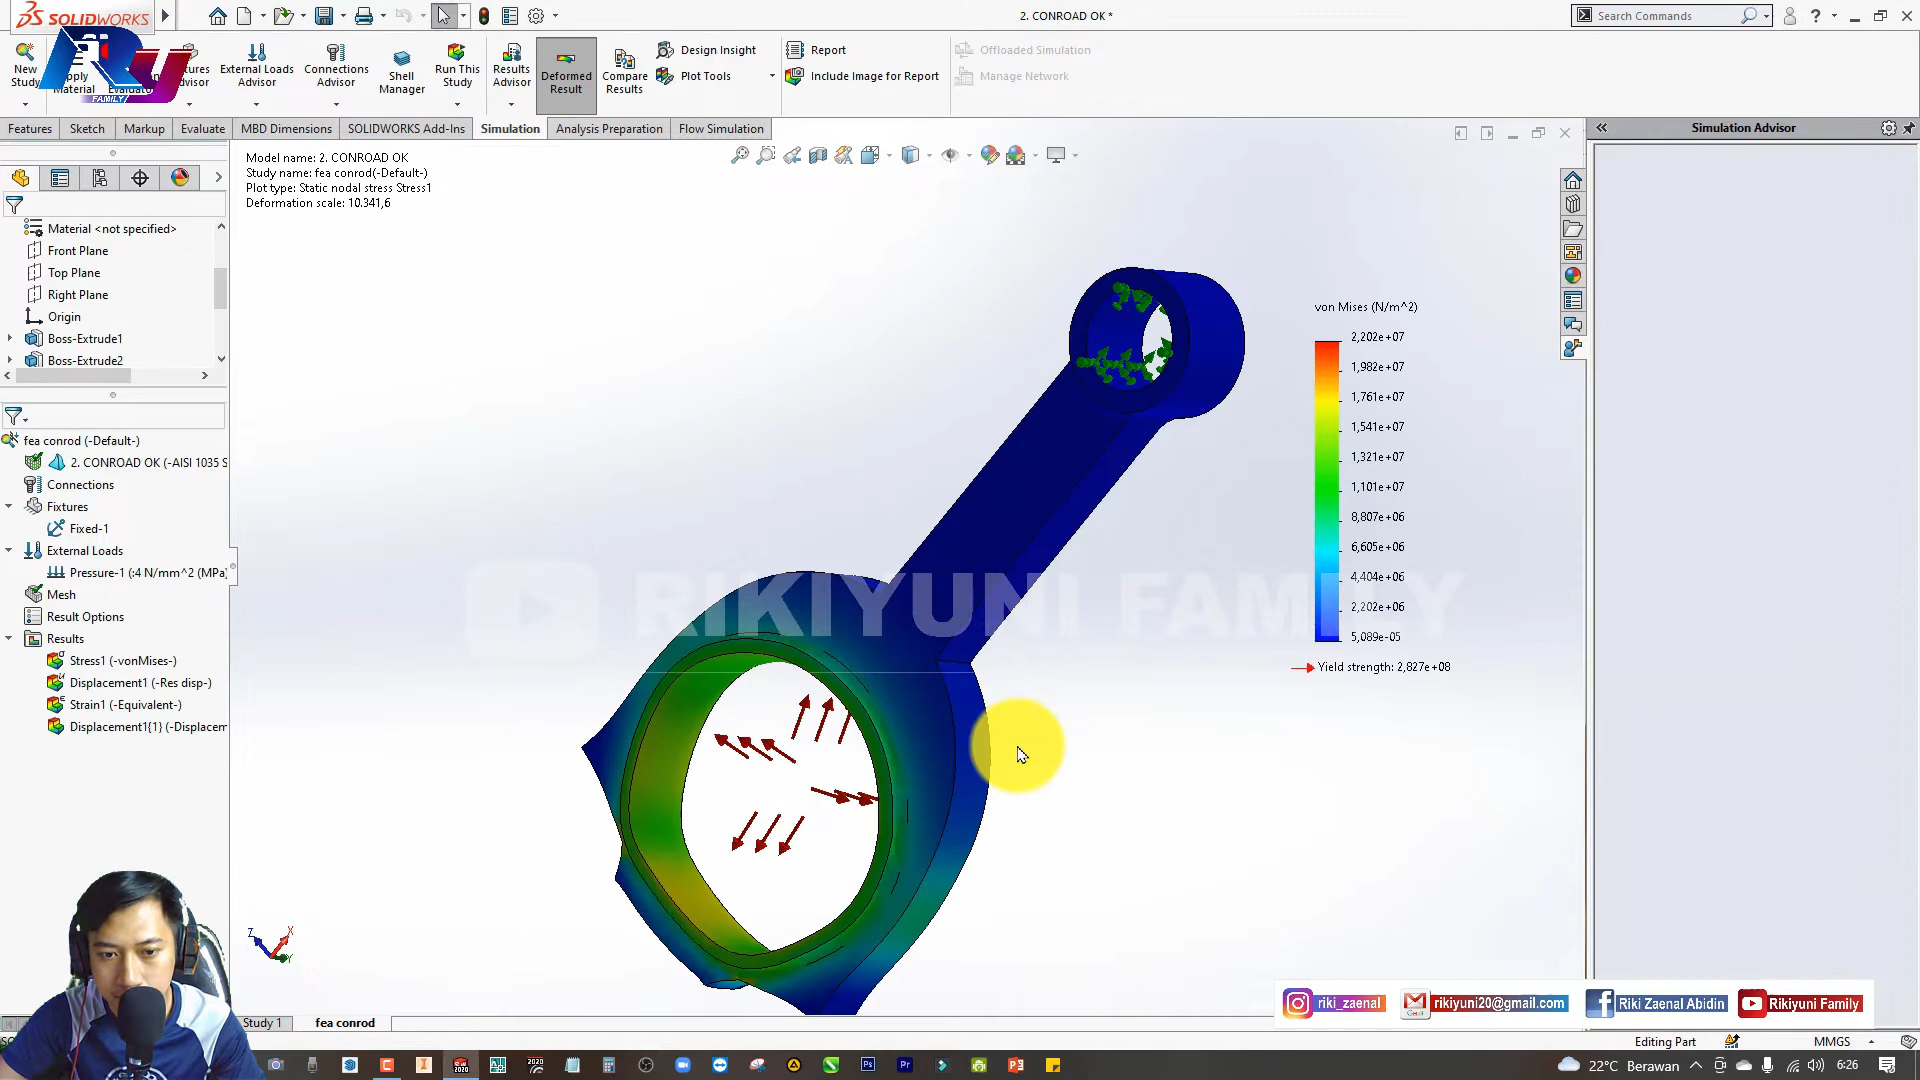 SOLIDWORKS
2. CONROAD OK *
Search Commands
RU
FAMILY
New Study
External Loads Advisor
Connections Advisor
Shell Manager
Run This Study
Results Advisor
Deformed Result
Compare Results
Design Insight
Plot Tools
Report
Include Image for Report
Offloaded Simulation
Manage Network
Features
Sketch
Markup
Evaluate
MBD Dimensions
SOLIDWORKS Add-Ins
Simulation
Analysis Preparation
Flow Simulation
Simulation Advisor
Model name: 2. CONROAD OK
Study name: fea conrod(-Default-)
Plot type: Static nodal stress Stress1
Deformation scale: 10.341,6
Material <not specified>
Front Plane
Top Plane
Right Plane
Origin
Boss-Extrude1
Boss-Extrude2
fea conrod (-Default-)
2. CONROAD OK (-AISI 1035 S
Connections
Fixtures
Fixed-1
External Loads
Pressure-1 (:4 N/mm^2 (MPa)
Mesh
Result Options
Results
Stress1 (-vonMises-)
Displacement1 (-Res disp-)
Strain1 (-Equivalent-)
Displacement1{1} (-Displacem
von Mises (N/m^2)
2,202e+07
1,982e+07
1,761e+07
1,541e+07
1,321e+07
1,101e+07
8,807e+06
6,605e+06
4,404e+06
2,202e+06
5,089e-05
Yield strength: 2,827e+08
RIKIYUNI FAMILY
Z
X
Y
riki_zaenal
rikiyuni20@gmail.com
Riki Zaenal Abidin
Rikiyuni Family
Study 1
fea conrod
Editing Part
MMGS
22°C Berawan
6:26